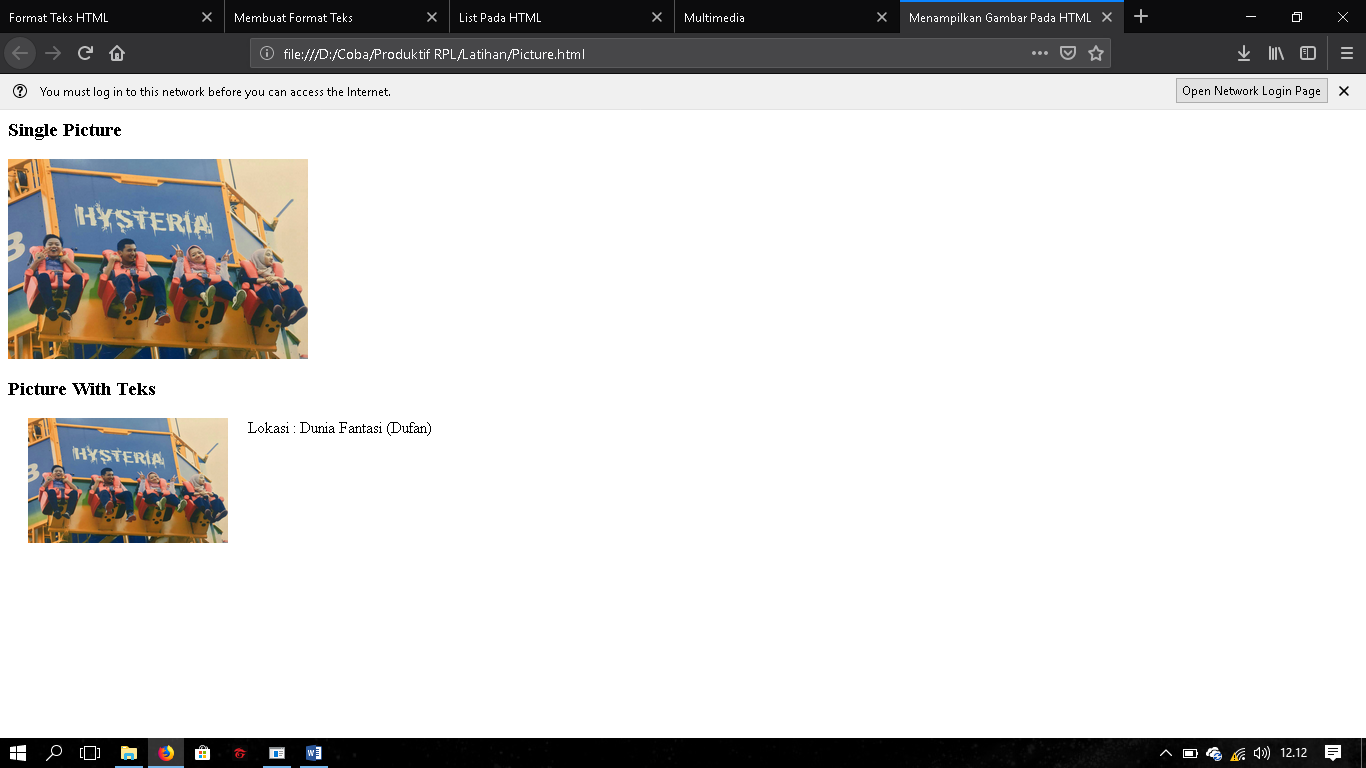 Format Teks HTML
Membuat Format Teks
List Pada HTML
Multimedia
Menampilkan Gambar Pada HTML
file:///D:/Coba/Produktif RPL/Latihan/Picture.html
You must log in to this network before you can access the Internet.
Open Network Login Page
Single Picture
HYSTERIA
3
Picture With Teks
HYSTERIA
3
Lokasi : Dunia Fantasi (Dufan)
12.12